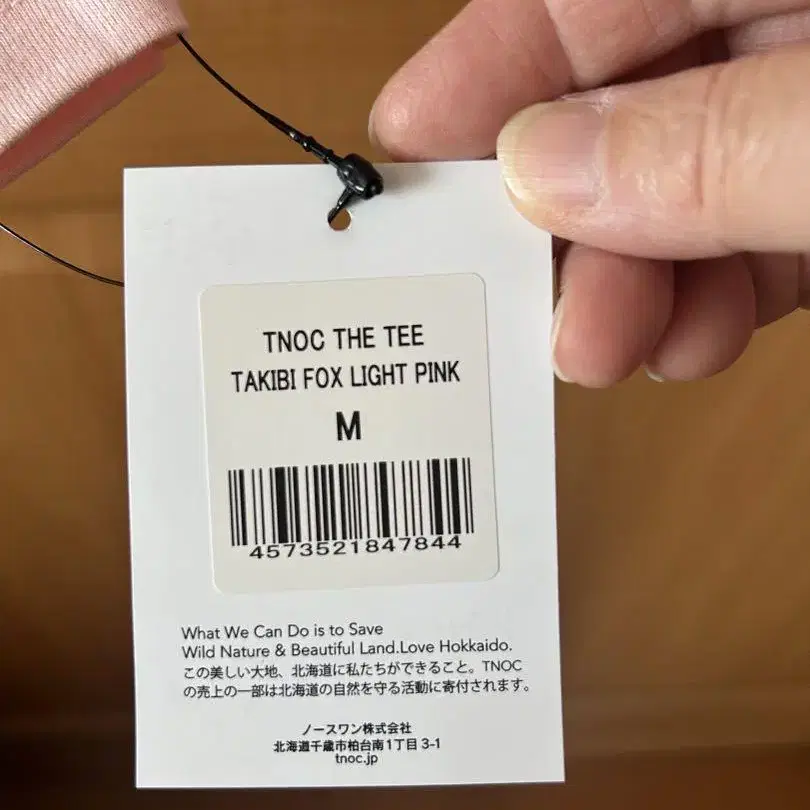 TNOC THE TEE
TAKIBI FOX LIGHT PINK
M
4573521847844
What We Can Do is to Save
Wild Nature & Beautiful Land.Love Hokkaido.
この美しい大地、北海道に私たちができること。TNOC
の売上の一部は北海道の自然を守る活動に寄付されます。
ノースワン株式会社
北海道千歳市柏台南1丁目 3-1
tnoc.jp